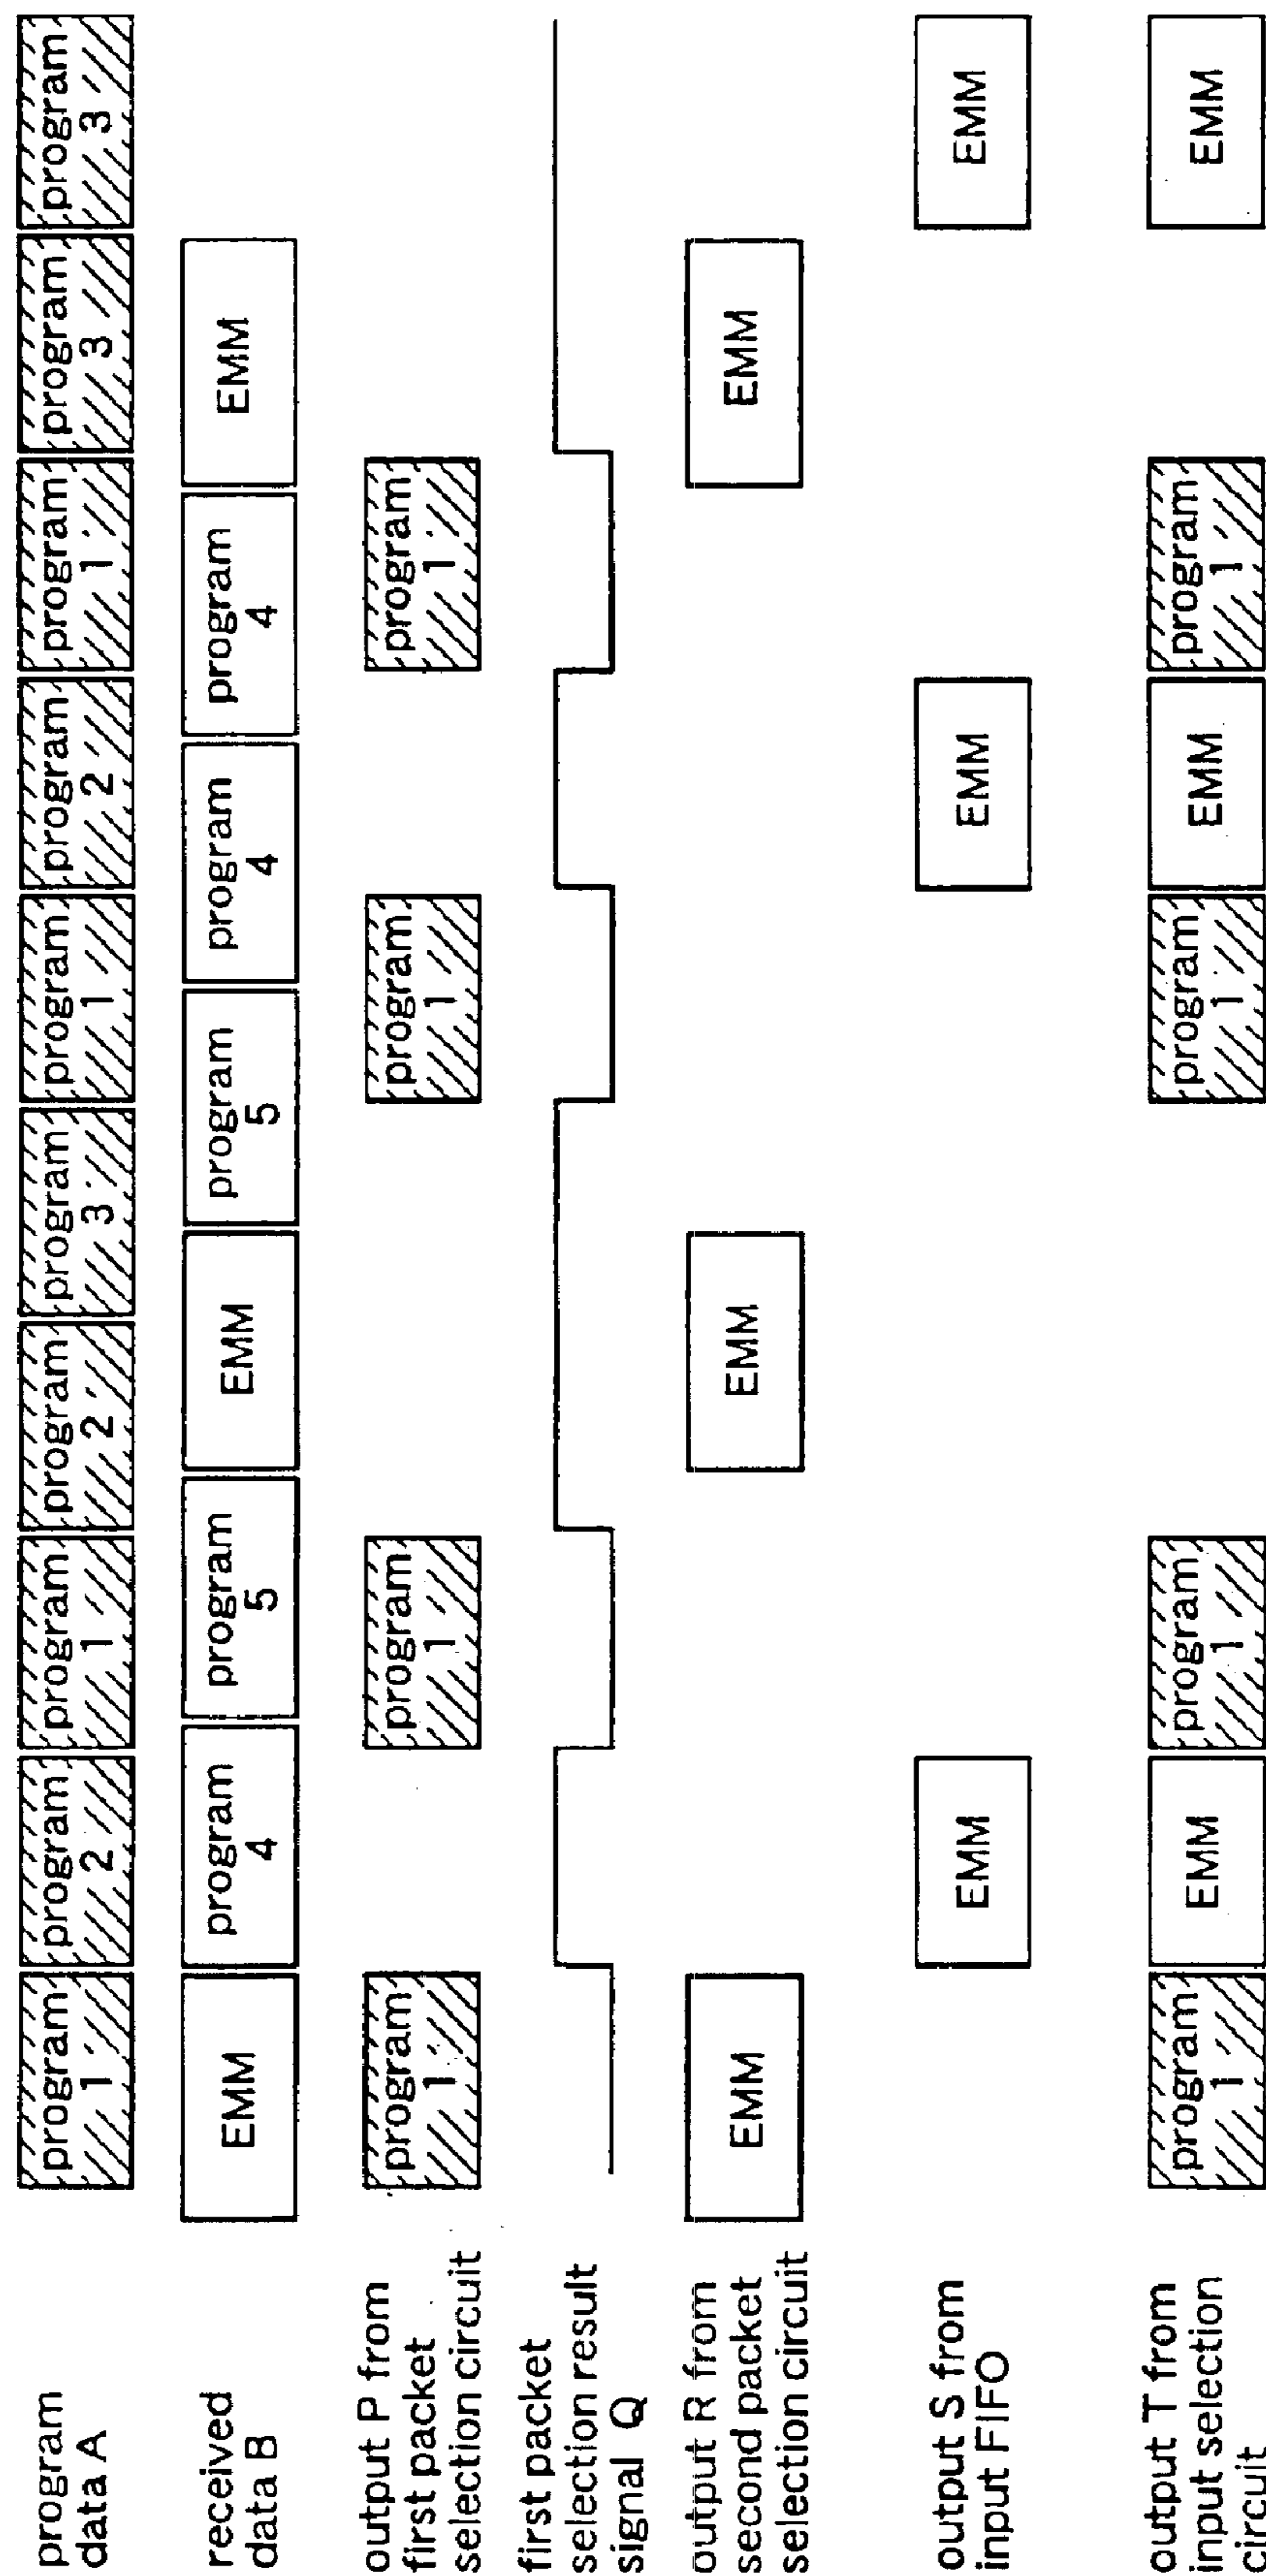 program
data A
program
1
program
2
program
1
program
2
program
3
program
1
program
2
program
1
program
3
program
3
received
data B
EMM
program
4
program
5
EMM
program
5
program
4
program
4
EMM
output P from
first packet
selection circuit
program
1
program
1
program
1
program
1
first packet
selection result
signal Q
output R from
second packet
selection circuit
EMM
EMM
EMM
output S from
input FIFO
EMM
EMM
EMM
output T from
input selection
circuit
program
1
EMM
program
1
program
1
EMM
program
1
EMM